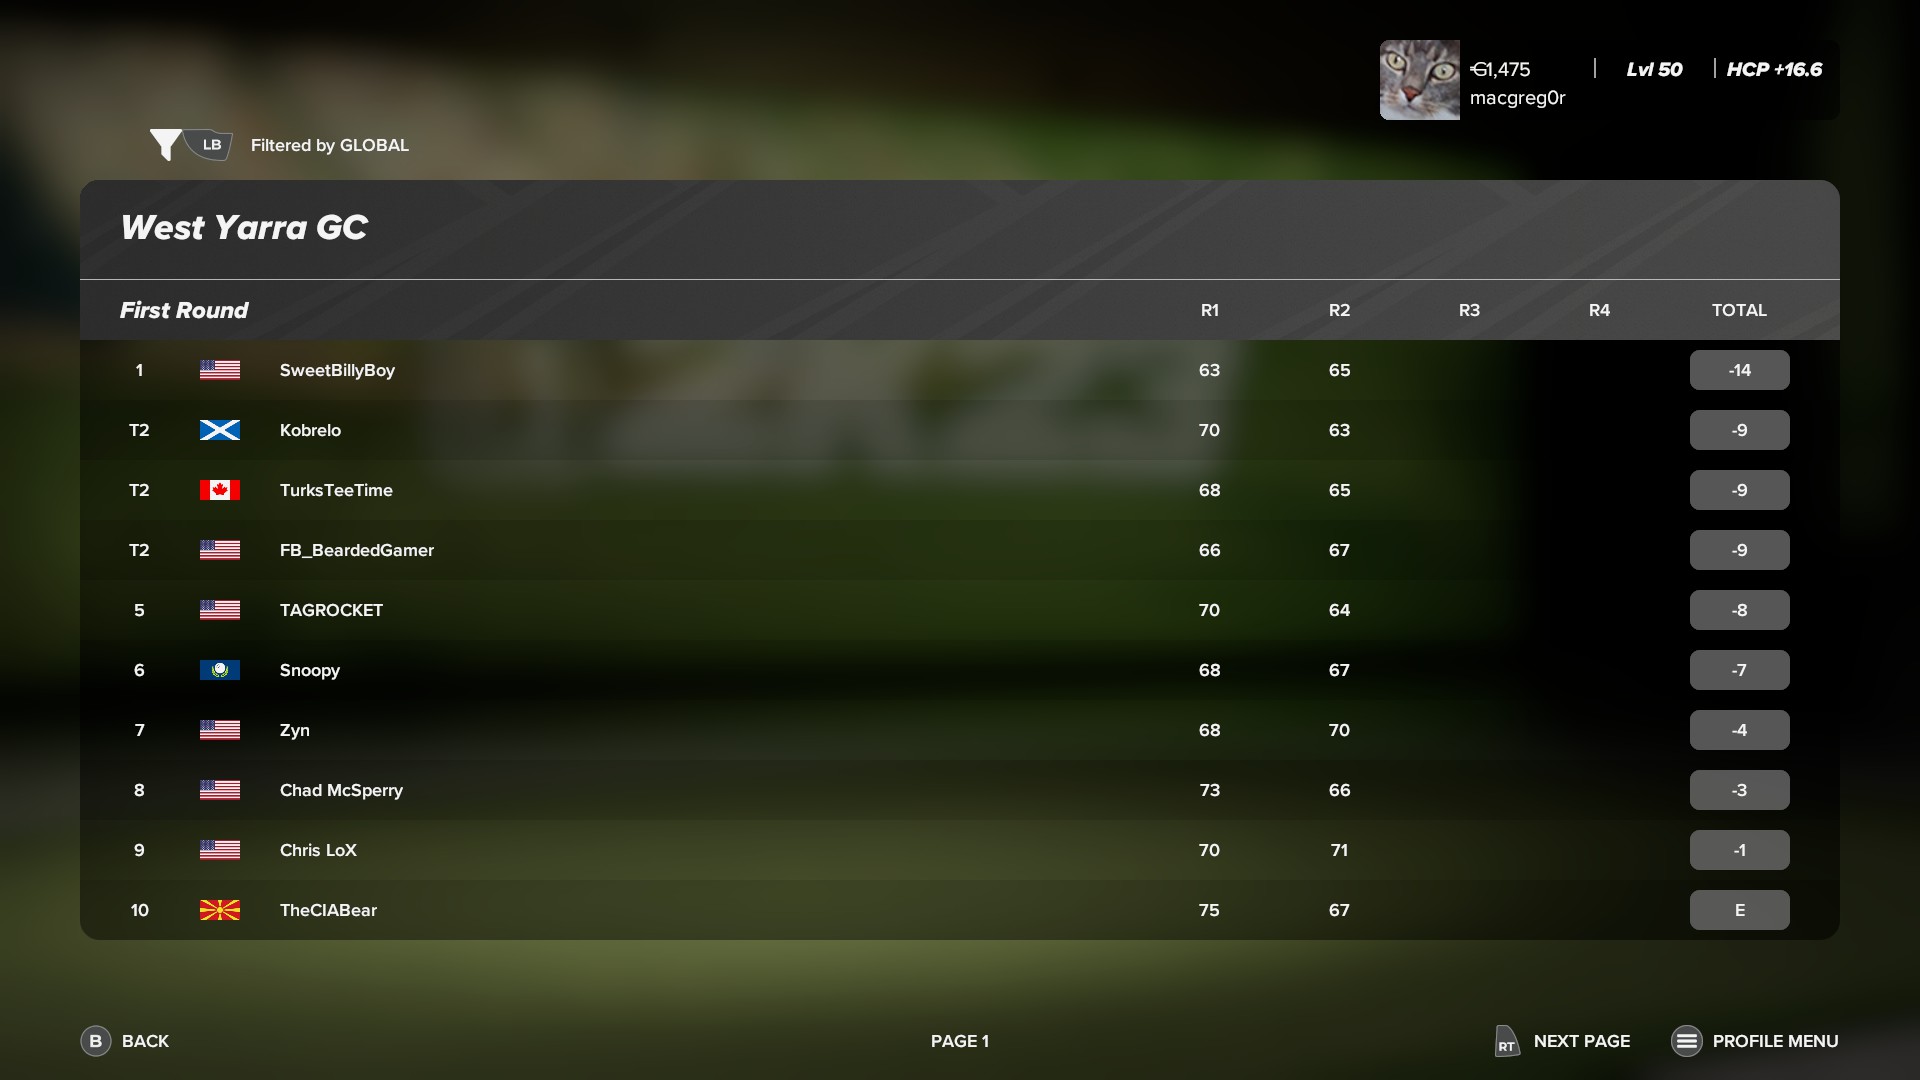 G1,475 | Lvl 50 | HCP +16.6
macgreg0r
LB Filtered by GLOBAL
West Yarra GC
First Round R1 R2 R3 R4 TOTAL
1 SweetBillyBoy 63 65 -14
T2 Kobrelo 70 63 -9
T2 TurksTeeTime 68 65 -9
T2 FB_BeardedGamer 66 67 -9
5 TAGROCKET 70 64 -8
6 Snoopy 68 67 -7
7 Zyn 68 70 -4
8 Chad McSperry 73 66 -3
9 Chris LoX 70 71 -1
10 TheCIABear 75 67 E
B BACK PAGE 1 RT NEXT PAGE PROFILE MENU